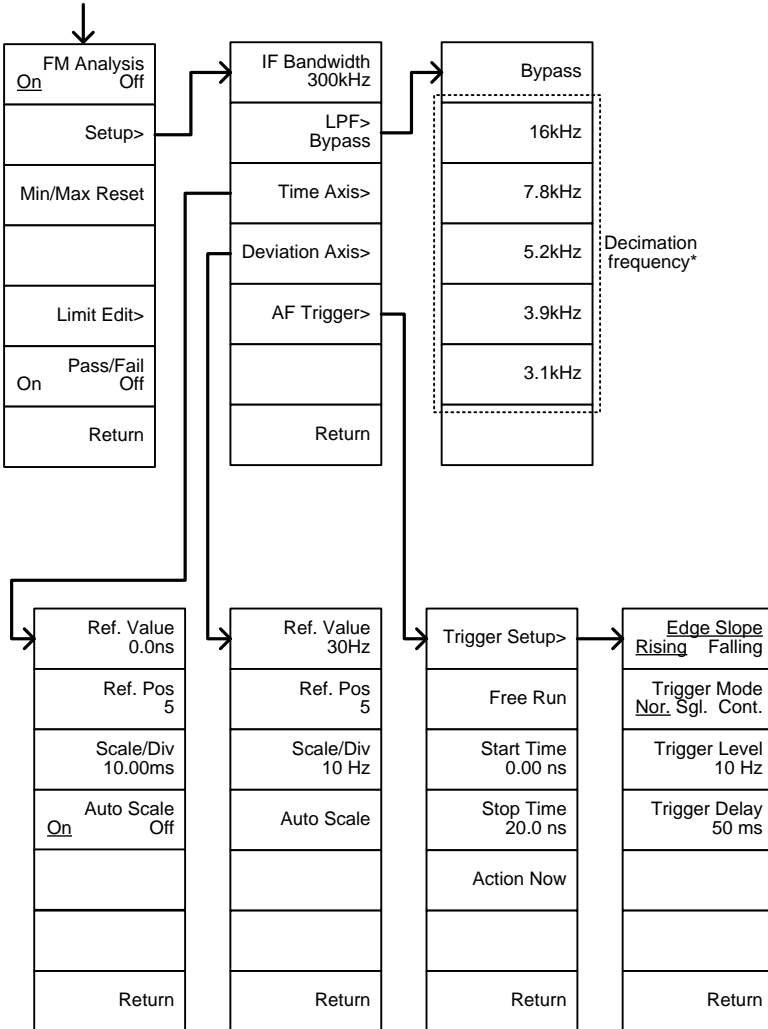 FM Analysis
On Off
Setup>
Min/Max Reset
Limit Edit>
Pass/Fail
On Off
Return
IF Bandwidth
300kHz
LPF>
Bypass
Time Axis>
Deviation Axis>
AF Trigger>
Return
Bypass
16kHz
7.8kHz
5.2kHz
3.9kHz
3.1kHz
Decimation
frequency*
Ref. Value
0.0ns
Ref. Pos
5
Scale/Div
10.00ms
Auto Scale
On Off
Return
Ref. Value
30Hz
Ref. Pos
5
Scale/Div
10 Hz
Auto Scale
Return
Trigger Setup>
Free Run
Start Time
0.00 ns
Stop Time
20.0 ns
Action Now
Return
Edge Slope
Rising Falling
Trigger Mode
Nor. Sgl. Cont.
Trigger Level
10 Hz
Trigger Delay
50 ms
Return